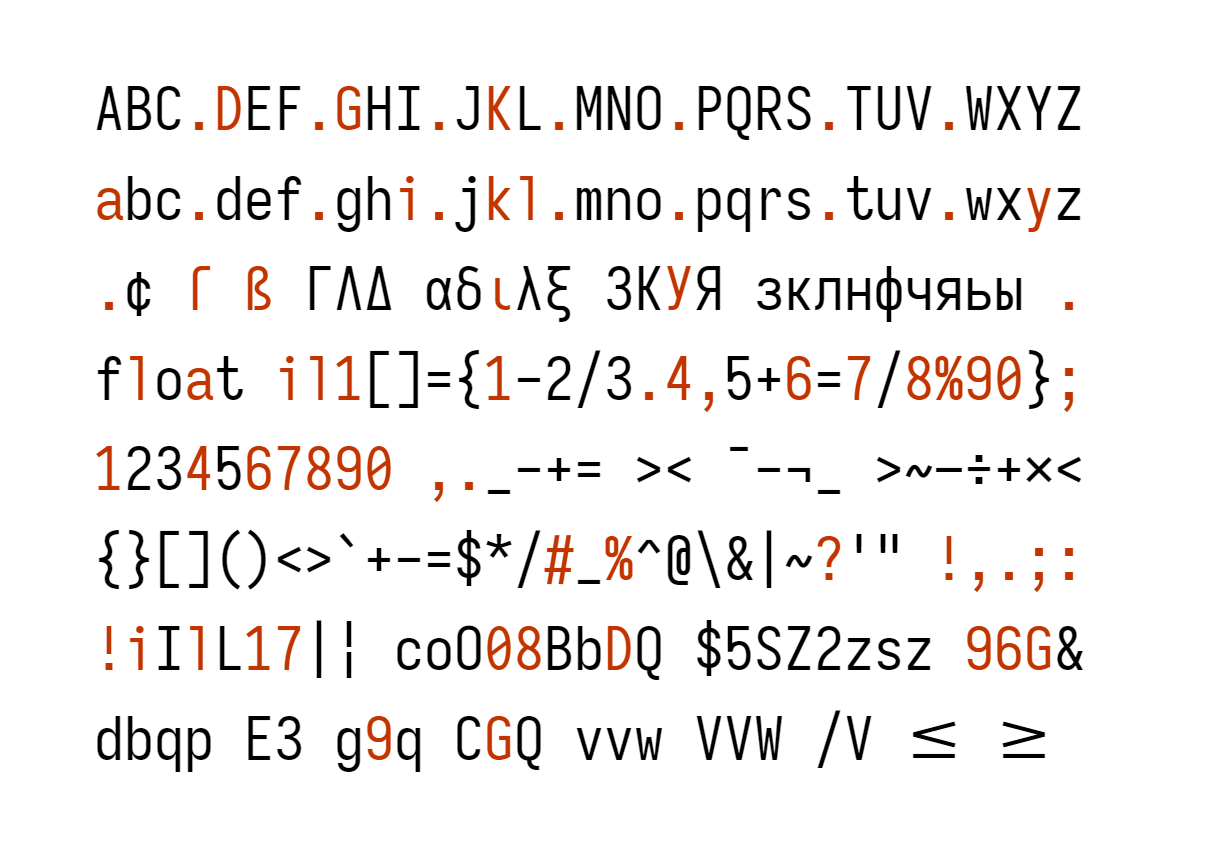 ABC.DEF.GHI.JKL.MNO.PQRS.TUV.WXYZ
abc.def.ghi.jkl.mno.pqrs.tuv.wxyz
.¢ ꓩ ß ΓΛΔ αδιλξ ЗКУЯ зклнфчяьы .
float il1[]={1-2/3.4,5+6=7/8%90};
1234567890 ,._-+= >< ¯-¬_ >~–÷+×<
{}[]()<>`+-=$*/#_%^@\&|~?'" !,.;:
!iIlL17|¦ coO08BbDQ $5SZ2zsz 96G&
dbqp E3 g9q CGQ vvw VVW /V ≤ ≥